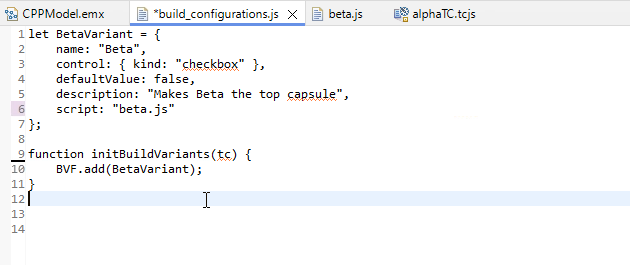 CPPModel.emx
*build_configurations.js
beta.js
alphaTC.tcjs
1 let BetaVariant = {
2     name: "Beta",
3     control: { kind: "checkbox" },
4     defaultValue: false,
5     description: "Makes Beta the top capsule",
6     script: "beta.js"
7 };
8
9 function initBuildVariants(tc) {
10     BVF.add(BetaVariant);
11 }
12
13
14